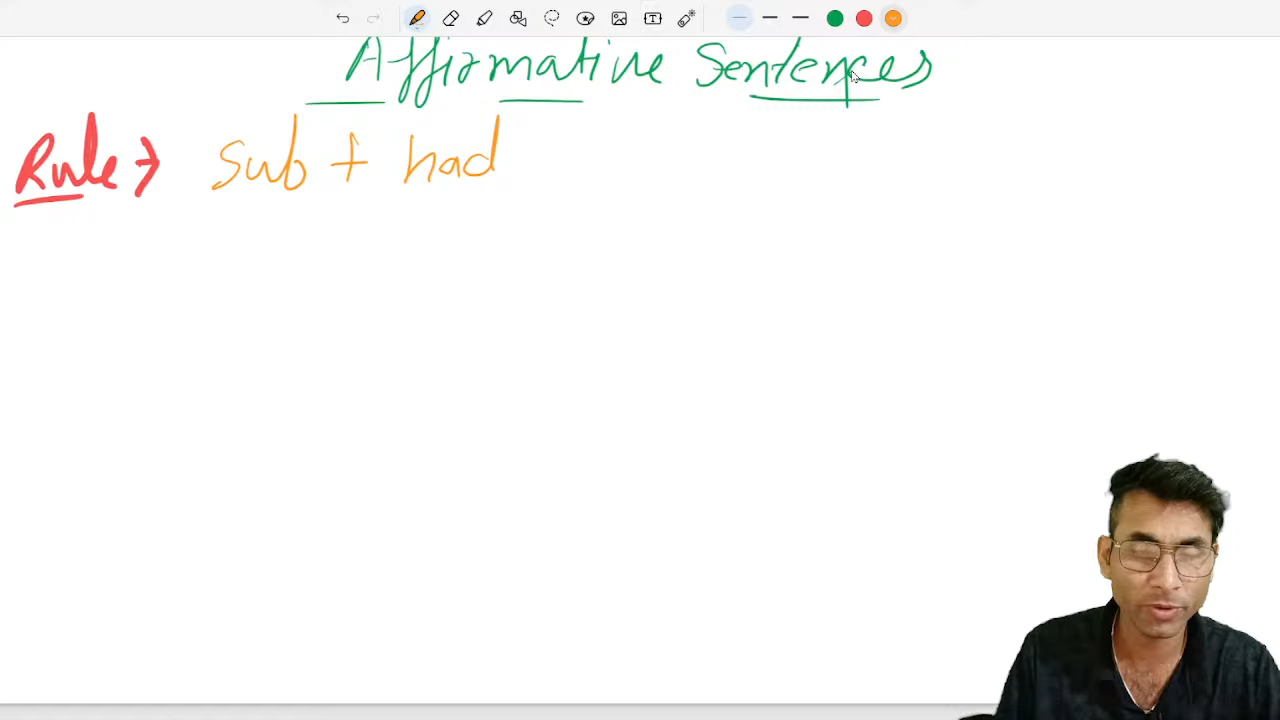 Affirmative Sentences
Rule → Sub + had